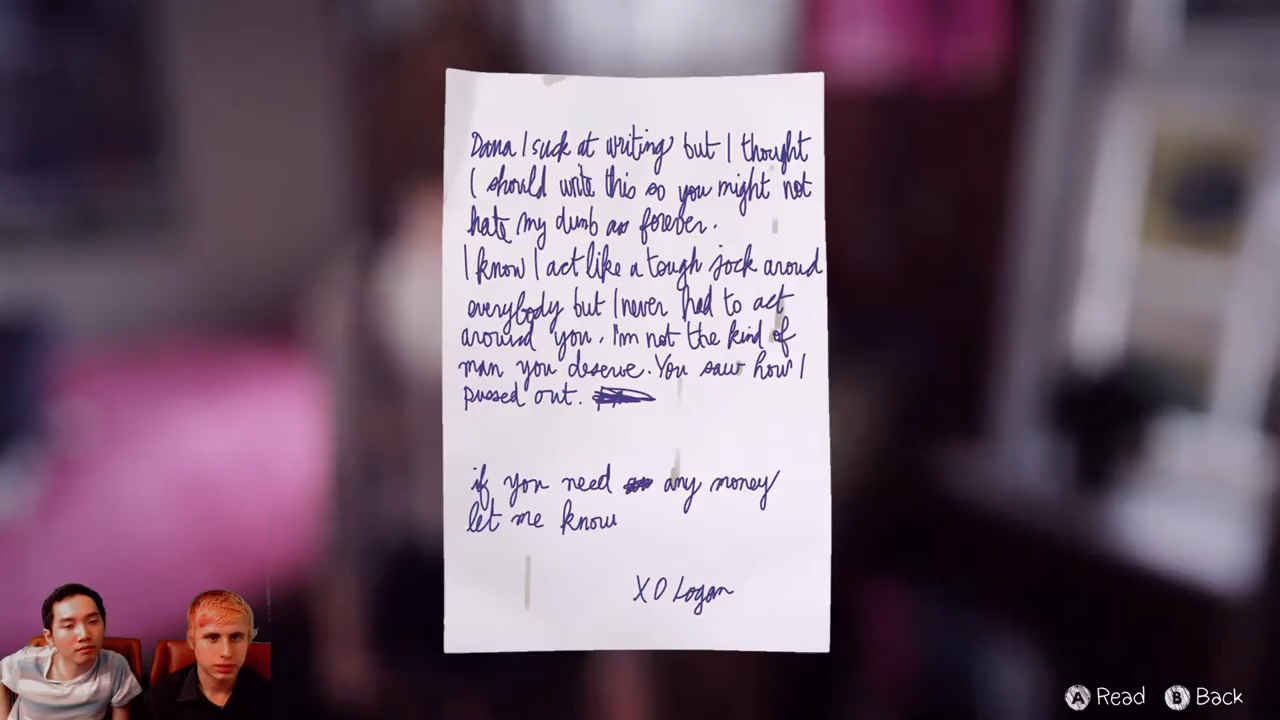 Dana I suck at writing but I thought
I should write this so you might not
hate my dumb ass forever.
I know I act like a tough jock aroud
everybody but I never had to act
around you. I'm not the kind of
man you deserve. You saw how I
pussed out.
if you need any money
let me know
XO Logan
A Read B Back